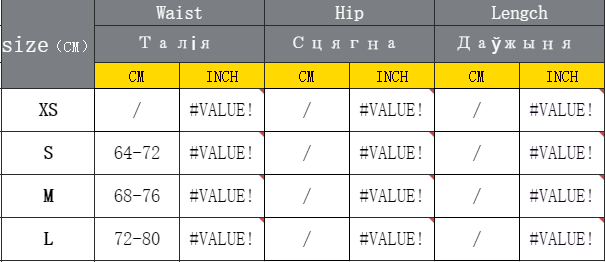 Waist Hip Lengch
size (CM)
Талія Сцягна Даўжыня
CM INCH CM INCH CM INCH
XS / #VALUE! / #VALUE! / #VALUE!
S 64-72 #VALUE! / #VALUE! / #VALUE!
M 68-76 #VALUE! / #VALUE! / #VALUE!
L 72-80 #VALUE! / #VALUE! / #VALUE!